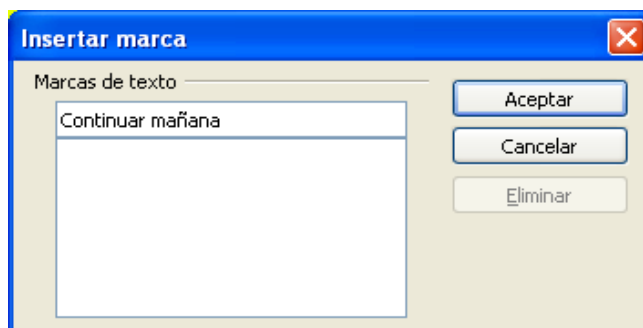 Insertar marca
Marcas de texto
Continuar mañana
Aceptar
Cancelar
Eliminar